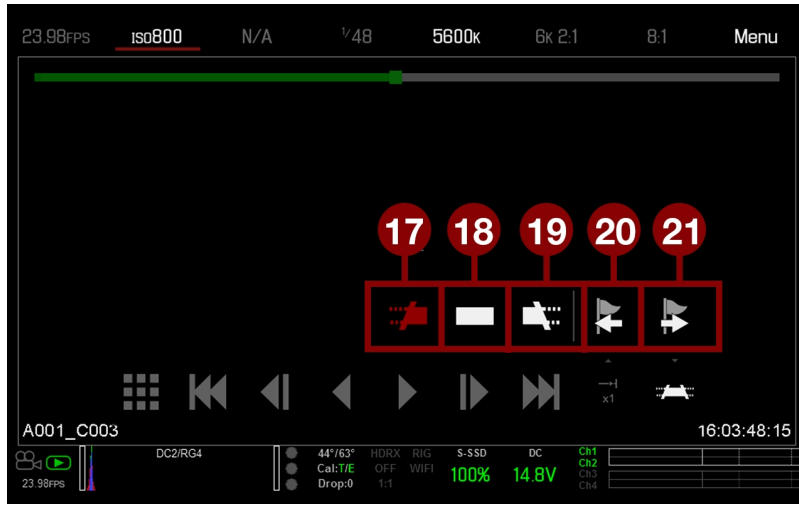 23.98FPS ISO800 N/A 1/48 5600K 6K 2:1 8:1 Menu
17 18 19 20 21
x1
A001_C003 16:03:48:15
DC2/RG4 44°/63° HDRX RIG S-SSD DC Ch1
Cal:T/E OFF WIFI 100% 14.8V Ch2
23.98FPS Drop:0 1:1 Ch3
Ch4